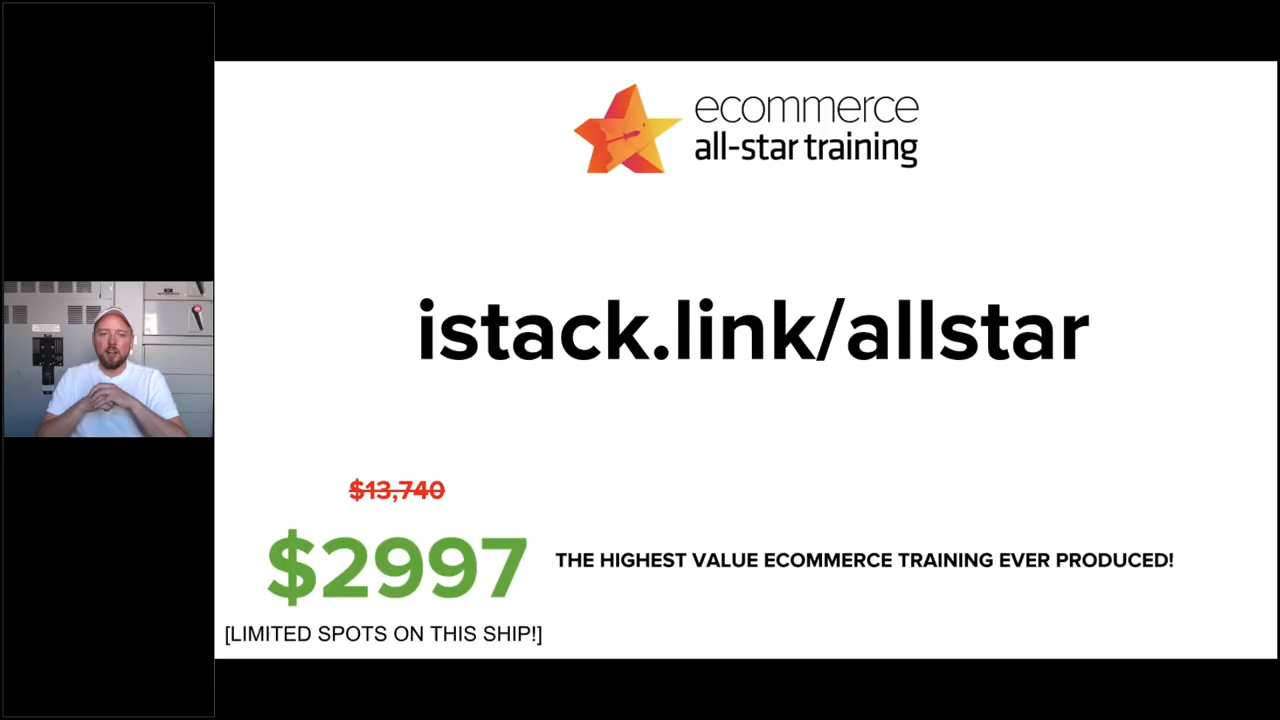 ecommerce
all-star training
istack.link/allstar
$13,740
$2997
THE HIGHEST VALUE ECOMMERCE TRAINING EVER PRODUCED!
[LIMITED SPOTS ON THIS SHIP!]